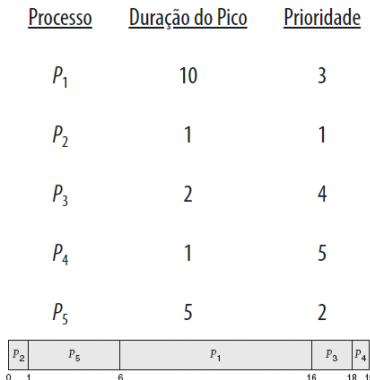 Processo Duração do Pico Prioridade
P1 10 3
P2 1 1
P3 2 4
P4 1 5
P5 5 2
P2 P5 P1 P3 P4
0 1 6 16 18